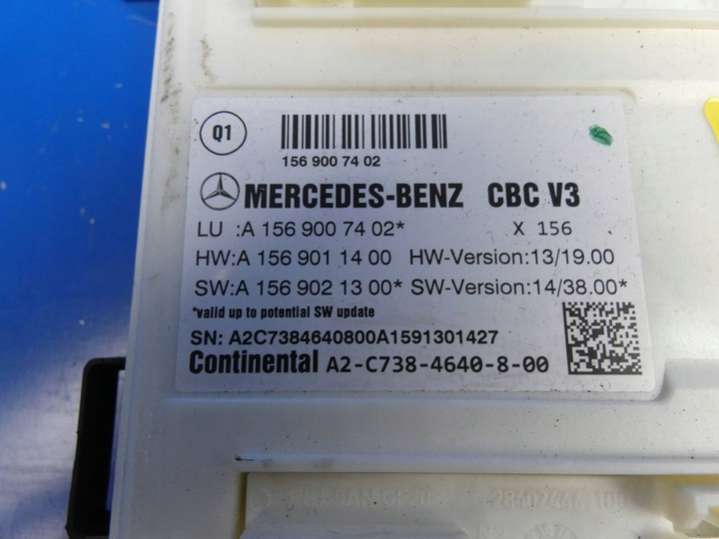 Q1
156 900 74 02
MERCEDES-BENZ CBC V3
LU :A 156 900 74 02* X 156
HW:A 156 901 14 00 HW-Version:13/19.00
SW:A 156 902 13 00* SW-Version:14/38.00*
*valid up to potential SW update
SN: A2C7384640800A1591301427
Continental A2-C738-4640-8-00